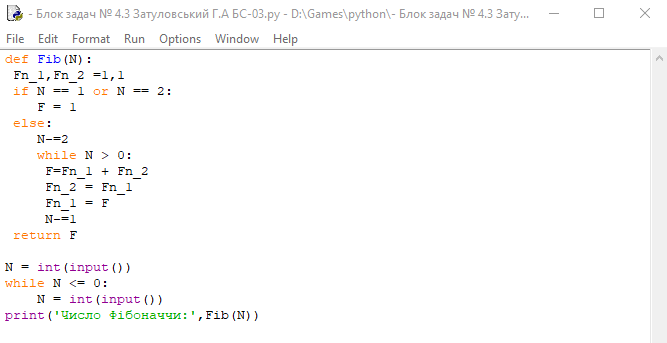 - Блок задач № 4.3 Затуловський Г.А БС-03.py - D:\Games\python\- Блок задач № 4.3 Зату...
File Edit Format Run Options Window Help
def Fib(N):
 Fn_1,Fn_2 =1,1
 if N == 1 or N == 2:
    F = 1
 else:
    N-=2
    while N > 0:
     F=Fn_1 + Fn_2
     Fn_2 = Fn_1
     Fn_1 = F
     N-=1
 return F

N = int(input())
while N <= 0:
    N = int(input())
print('Число Фібоначчи:',Fib(N))